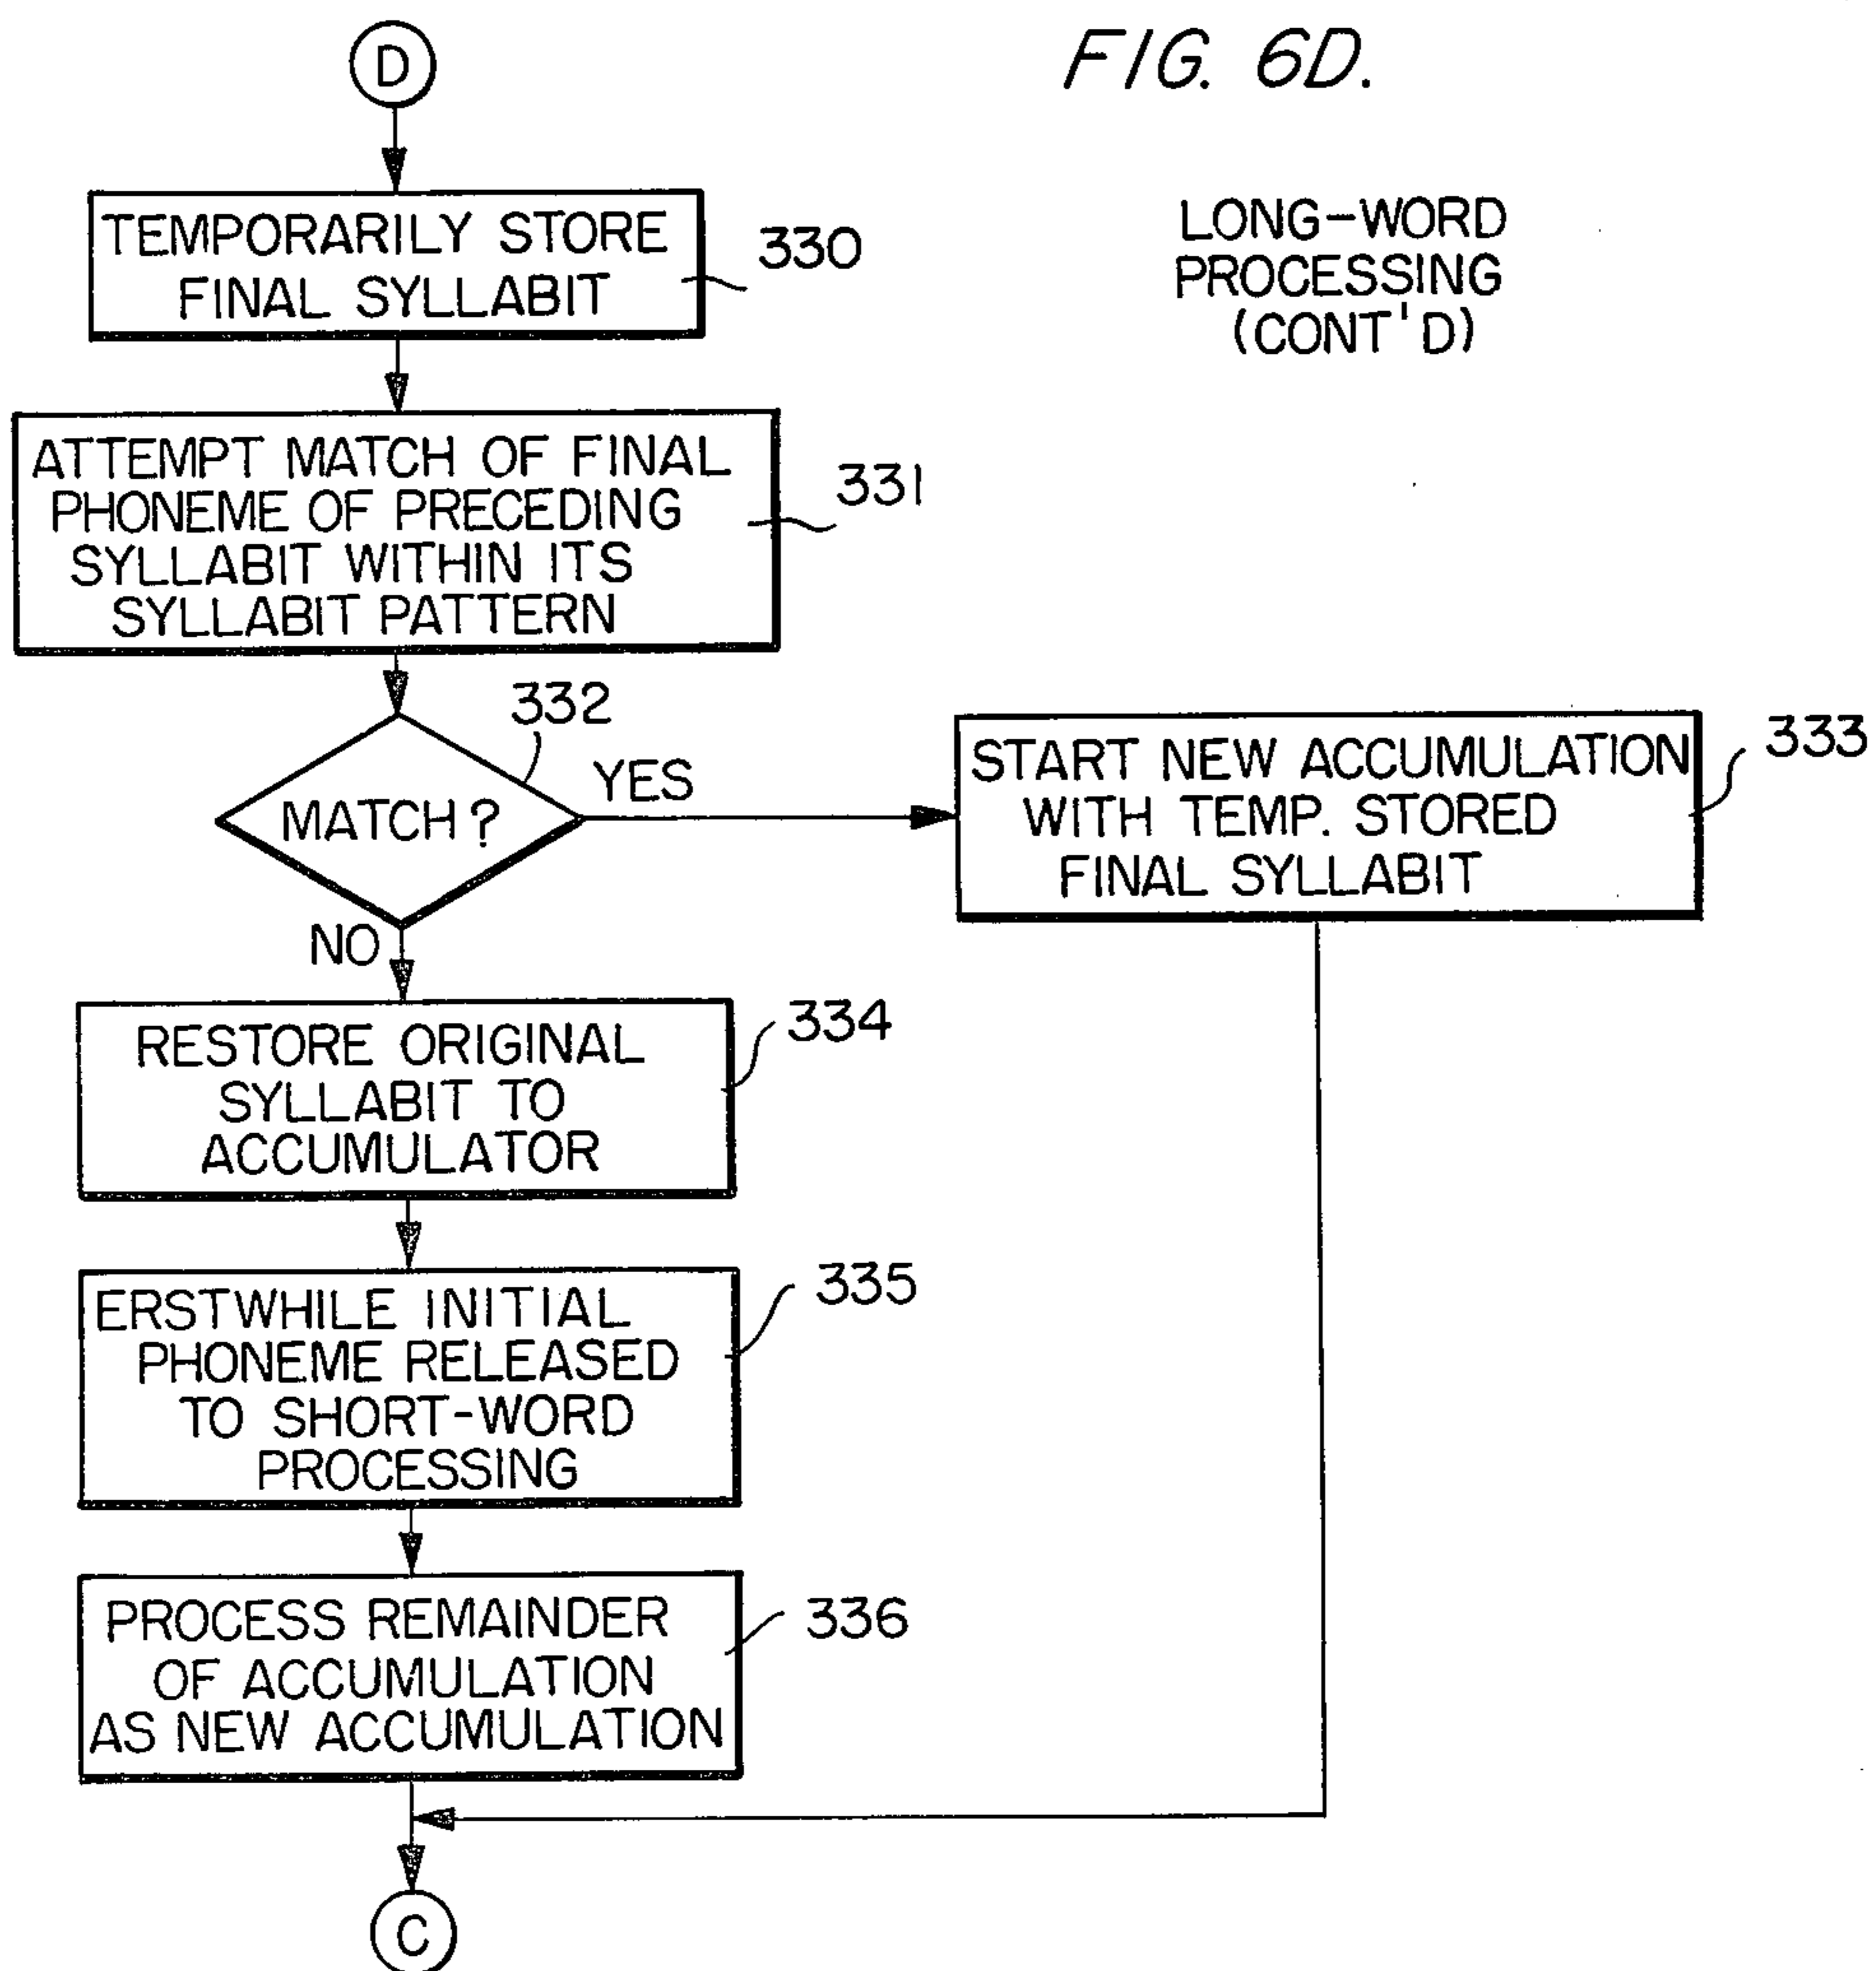 D
FIG. 6D.
LONG-WORD
PROCESSING
(CONT'D)
TEMPORARILY STORE
FINAL SYLLABIT
330
ATTEMPT MATCH OF FINAL
PHONEME OF PRECEDING
SYLLABIT WITHIN ITS
SYLLABIT PATTERN
331
332
MATCH?
YES
NO
START NEW ACCUMULATION
WITH TEMP. STORED
FINAL SYLLABIT
333
RESTORE ORIGINAL
SYLLABIT TO
ACCUMULATOR
334
ERSTWHILE INITIAL
PHONEME RELEASED
TO SHORT-WORD
PROCESSING
335
PROCESS REMAINDER
OF ACCUMULATION
AS NEW ACCUMULATION
336
C